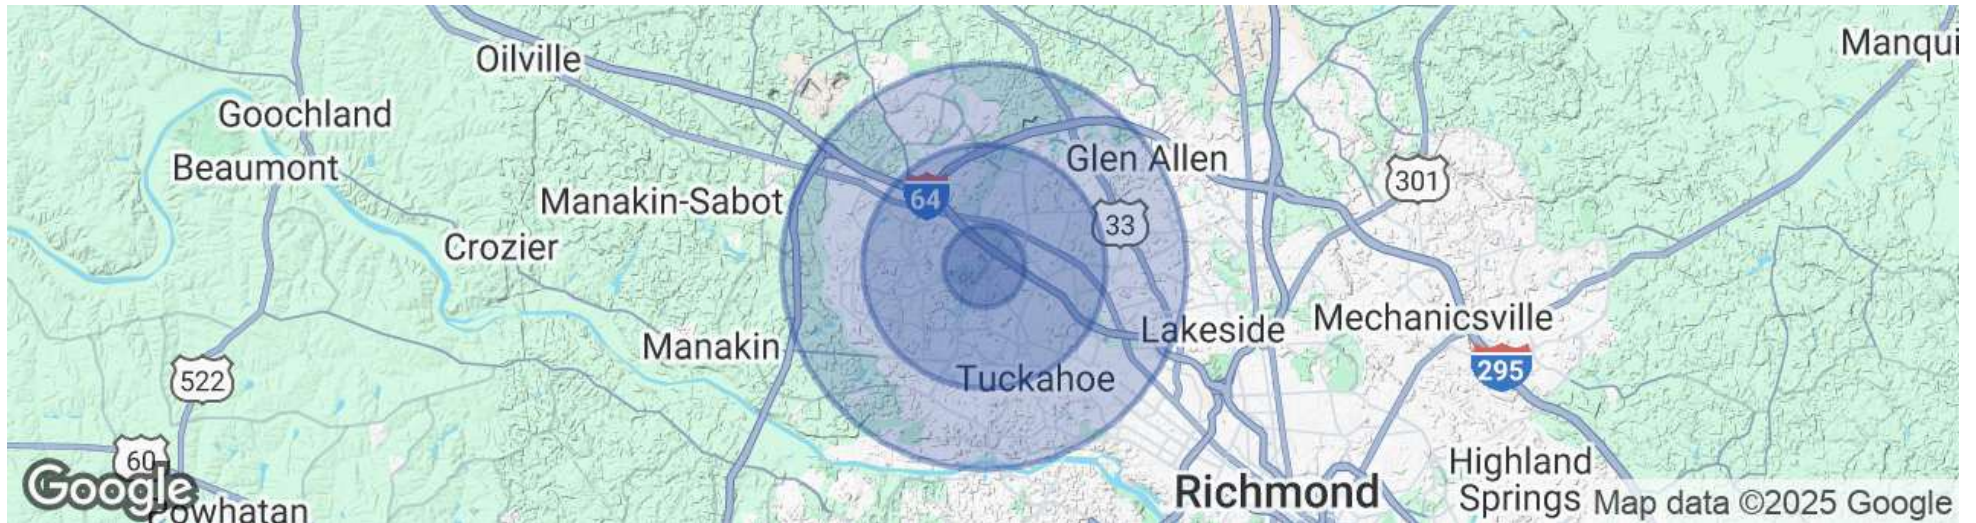 Oilville
Manqui
Goochland
Beaumont
Glen Allen
301
Manakin-Sabot
64
33
Crozier
Manakin
Lakeside
Mechanicsville
522
Tuckahoe
295
60
Highland
Springs
Richmond
Google
Powhatan
Map data ©2025 Google